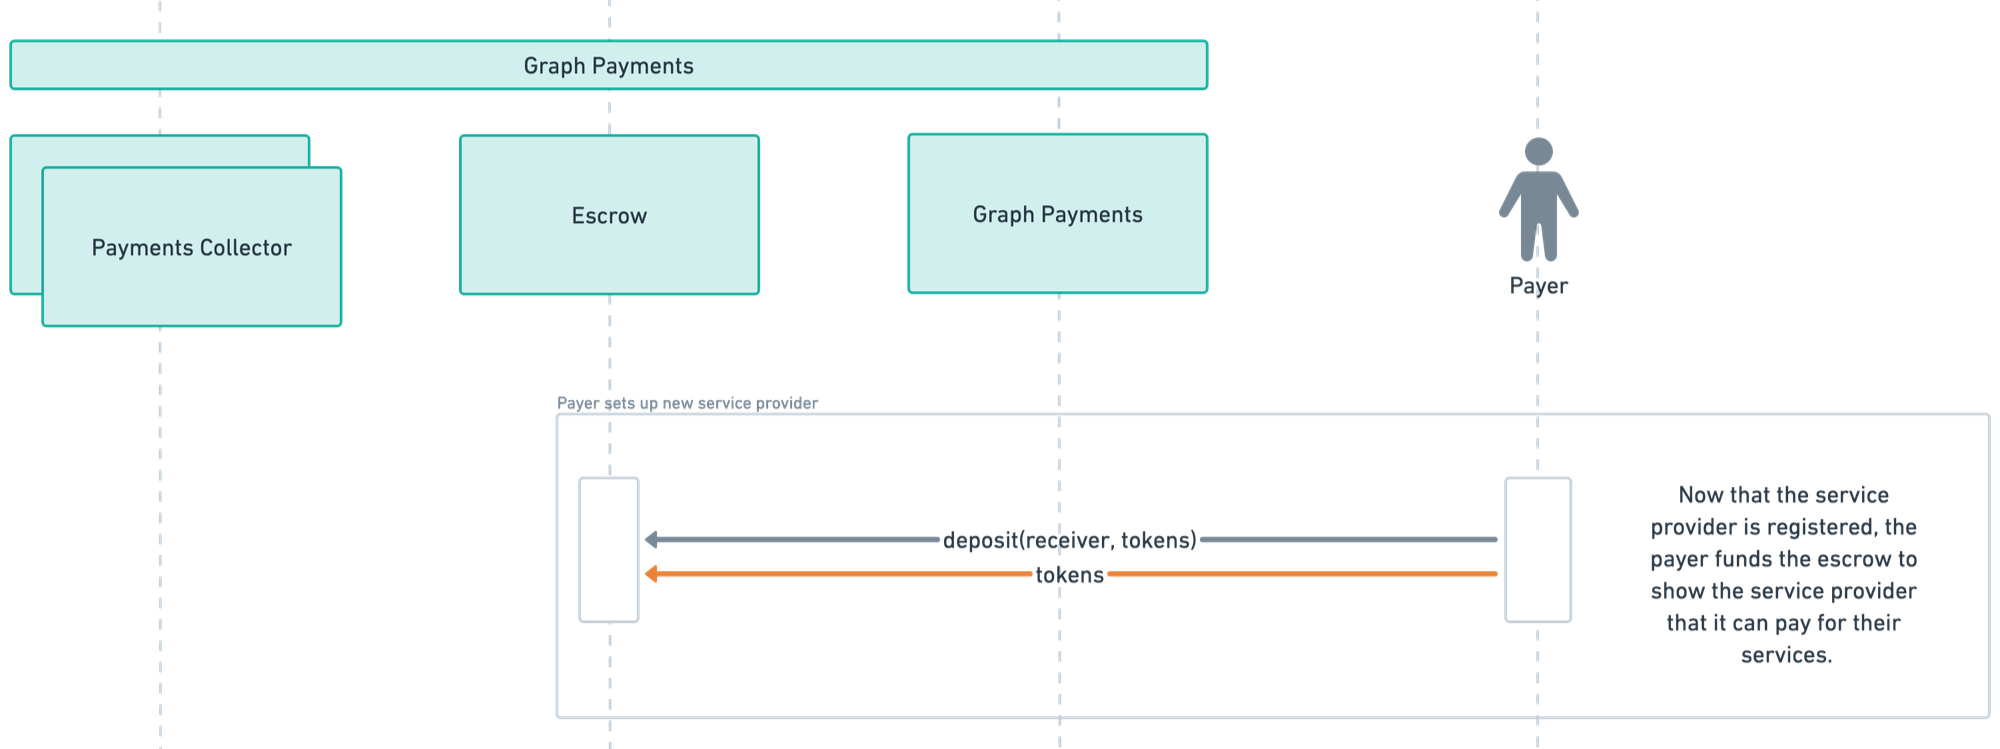 Graph Payments
Payments Collector
Escrow
Graph Payments
Payer
Payer sets up new service provider
deposit(receiver, tokens)
tokens
Now that the service
provider is registered, the
payer funds the escrow to
show the service provider
that it can pay for their
services.